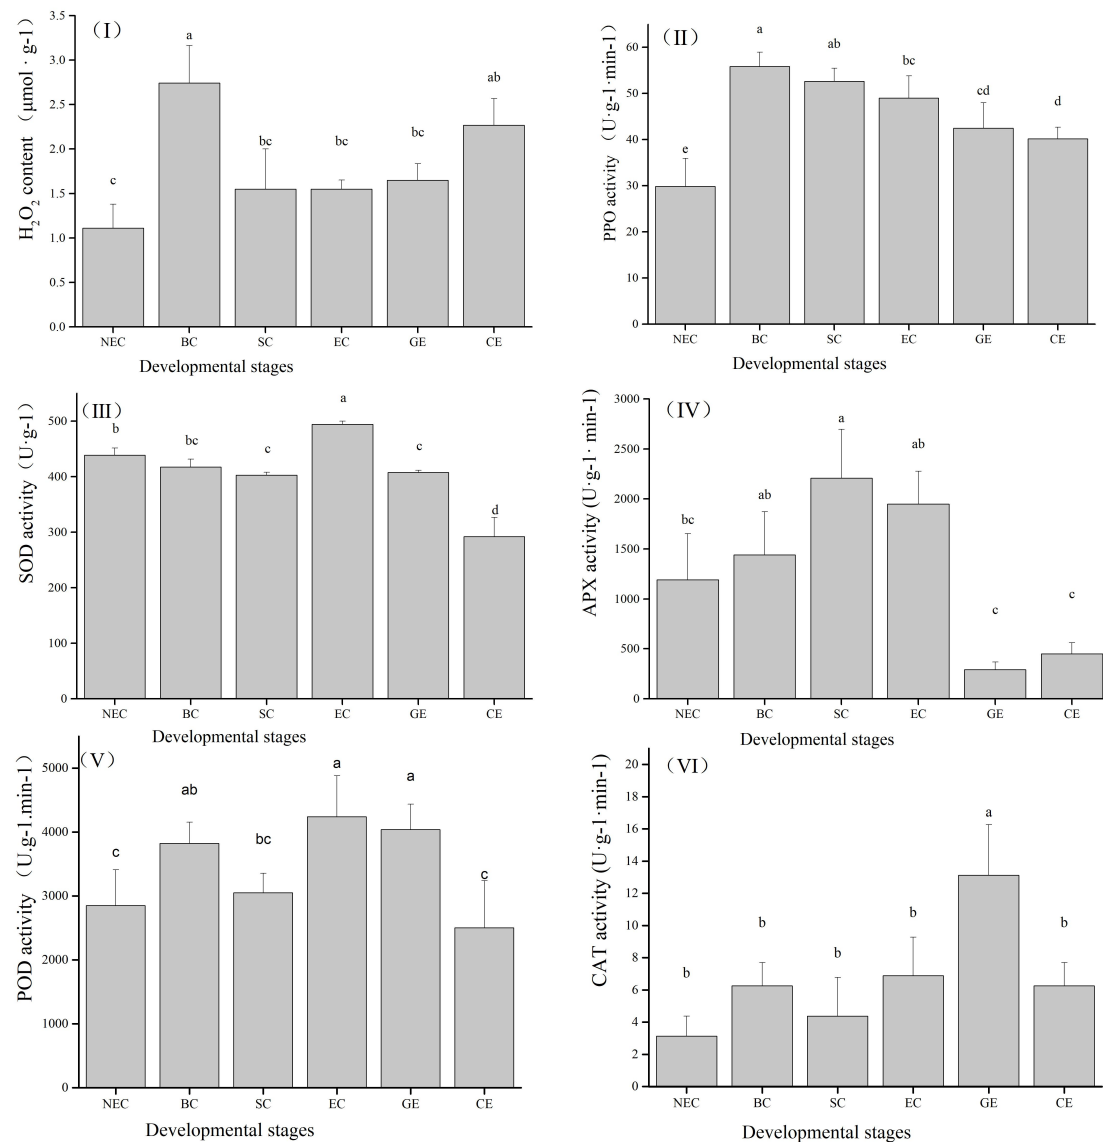 （I）
H₂O₂ content （μmol · g-1)
3.5
3.0
2.5
2.0
1.5
1.0
0.5
0.0
c
a
bc
bc
bc
ab
NEC BC SC EC GE CE
Developmental stages
（II）
PPO activity （U·g-1·min-1)
60
50
40
30
20
10
0
e
a
ab
bc
cd
d
NEC BC SC EC GE CE
Developmental stages
（III）
SOD activity（U·g-1)
500
400
300
200
100
0
b
bc
c
a
c
d
NEC BC SC EC GE CE
Developmental stages
（IV）
APX activity (U·g-1· min-1)
3000
2500
2000
1500
1000
500
0
bc
ab
a
ab
c
c
NEC BC SC EC GE CE
Developmental stages
（V）
POD activity （U.g-1.min-1)
5000
4000
3000
2000
1000
0
c
ab
bc
a
a
c
NEC BC SC EC GE CE
Developmental stages
（VI）
CAT activity (U·g-1·min-1)
20
18
16
14
12
10
8
6
4
2
0
b
b
b
b
a
b
NEC BC SC EC GE CE
Developmental stages